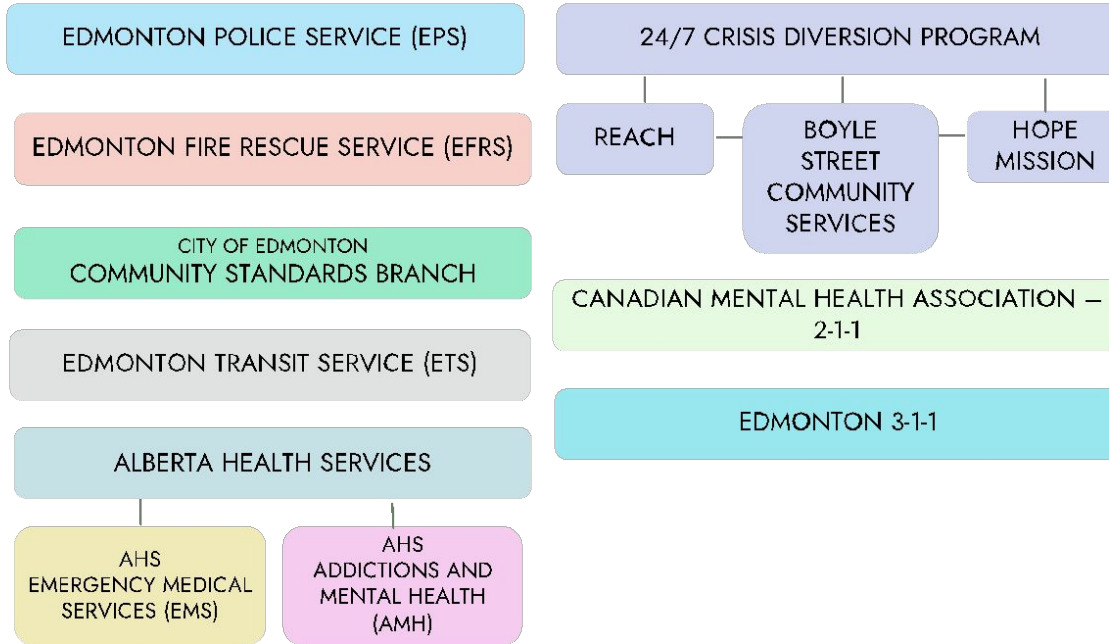 EDMONTON POLICE SERVICE (EPS)
EDMONTON FIRE RESCUE SERVICE (EFRS)
CITY OF EDMONTON
COMMUNITY STANDARDS BRANCH
EDMONTON TRANSIT SERVICE (ETS)
ALBERTA HEALTH SERVICES
AHS
EMERGENCY MEDICAL
SERVICES (EMS)
AHS
ADDICTIONS AND
MENTAL HEALTH
(AMH)
24/7 CRISIS DIVERSION PROGRAM
REACH
BOYLE
STREET
COMMUNITY
SERVICES
HOPE
MISSION
CANADIAN MENTAL HEALTH ASSOCIATION –
2-1-1
EDMONTON 3-1-1